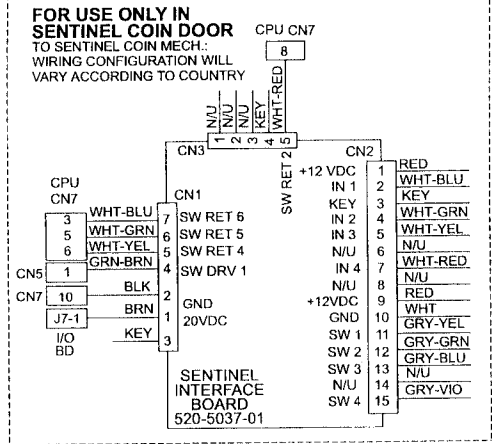 FOR USE ONLY IN
SENTINEL COIN DOOR
TO SENTINEL COIN MECH.:
WIRING CONFIGURATION WILL
VARY ACCORDING TO COUNTRY
CPU CN7
8
N/U
N/U
N/U
KEY
WHT-RED
1 2 3 4 5
CN3
SW RET 2
CN2
+12 VDC 1 RED
IN 1 2 WHT-BLU
KEY 3 KEY
IN 2 4 WHT-GRN
IN 3 5 WHT-YEL
N/U 6 N/U
IN 4 7 WHT-RED
N/U 8 N/U
+12VDC 9 RED
GND 10 WHT
SW 1 11 GRY-YEL
SW 2 12 GRY-GRN
SW 3 13 GRY-BLU
N/U 14 N/U
SW 4 15 GRY-VIO
CPU
CN7
CN1
3 WHT-BLU 7 SW RET 6
5 WHT-GRN 6 SW RET 5
6 WHT-YEL 5 SW RET 4
CN5 1 GRN-BRN 4 SW DRV 1
CN7 10 BLK 2 GND
J7-1 BRN 1 20VDC
I/O
BD
KEY 3
SENTINEL
INTERFACE
BOARD
520-5037-01